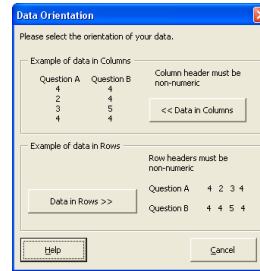 Data Orientation
Please select the orientation of your data.
Example of data in Columns
Question A Question B
4 4
2 4
3 5
4 4
Column header must be
non-numeric
<< Data in Columns
Example of data in Rows
Row headers must be
non-numeric
Question A 4 2 3 4
Question B 4 4 5 4
Data in Rows >>
Help
Cancel